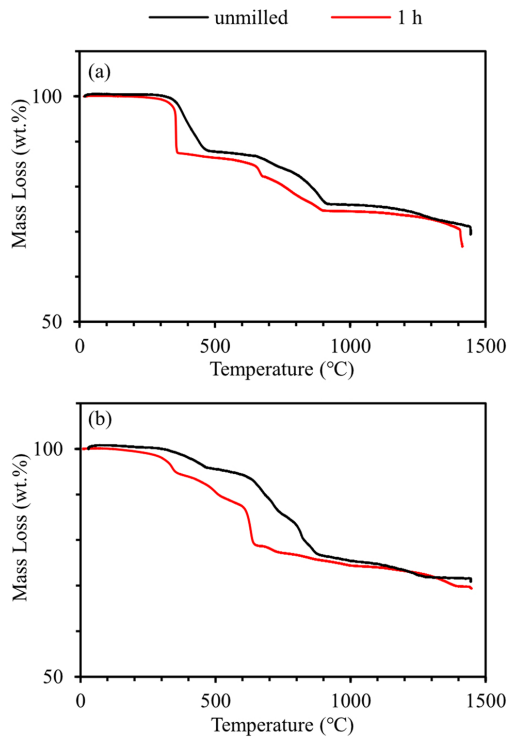 unmilled 1 h
(a)
100
50
Mass Loss (wt.%)
0 500 1000 1500
Temperature (℃)
(b)
100
50
Mass Loss (wt.%)
0 500 1000 1500
Temperature (℃)